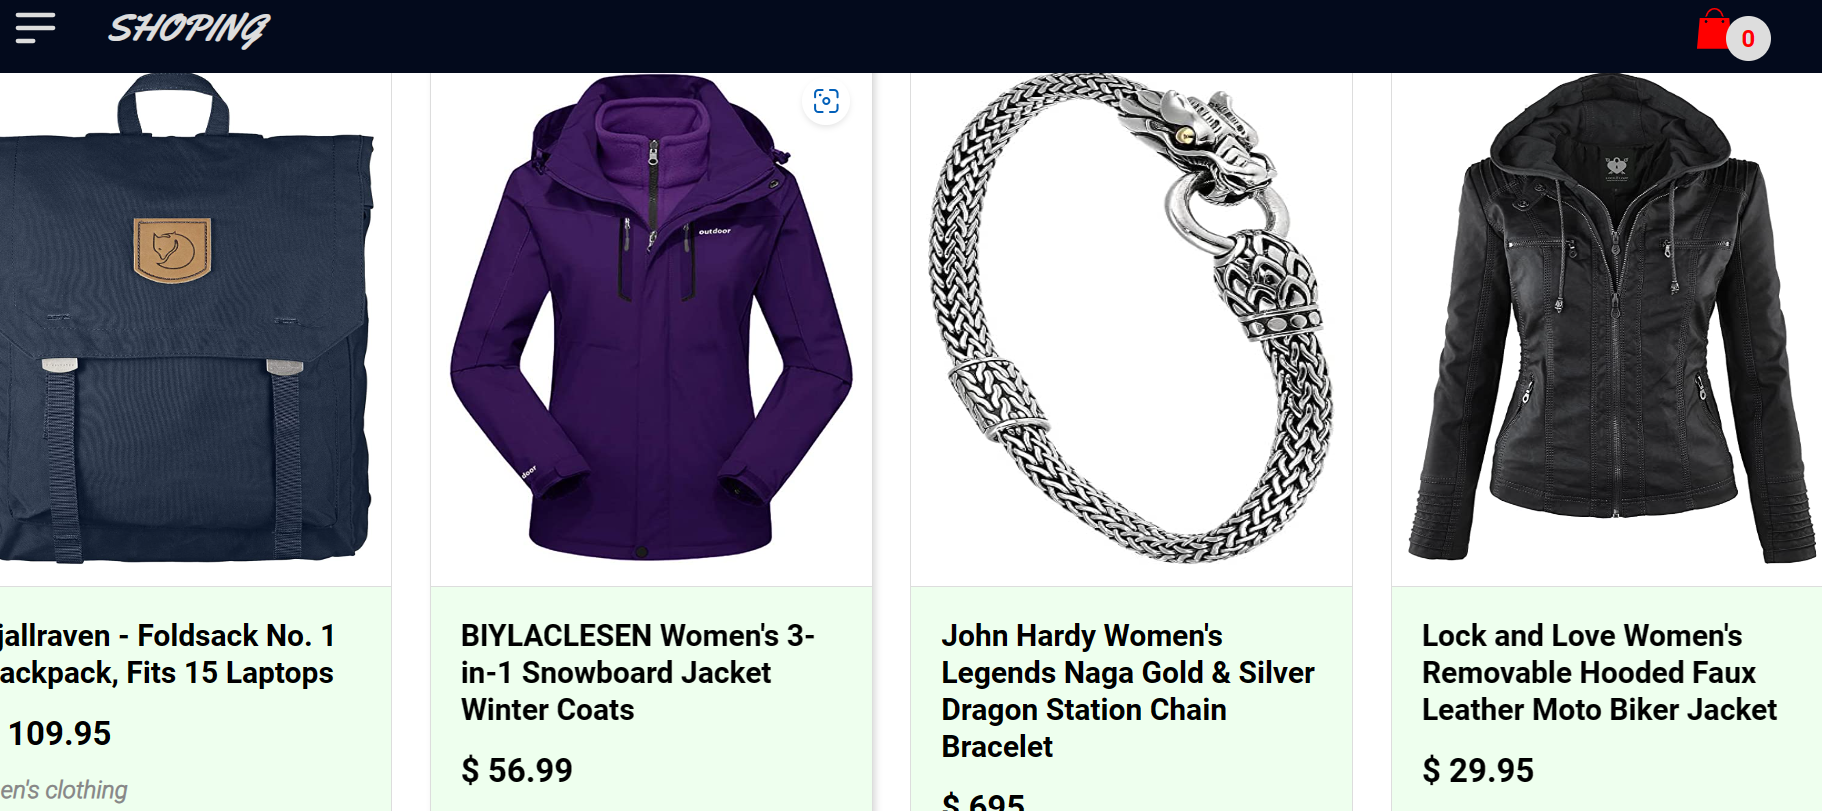 SHOPING
0
outdoor
door
jallraven - Foldsack No. 1
ackpack, Fits 15 Laptops
109.95
en's clothing
BIYLACLESEN Women's 3-
in-1 Snowboard Jacket
Winter Coats
$ 56.99
John Hardy Women's
Legends Naga Gold & Silver
Dragon Station Chain
Bracelet
$ 695
Lock and Love Women's
Removable Hooded Faux
Leather Moto Biker Jacket
$ 29.95